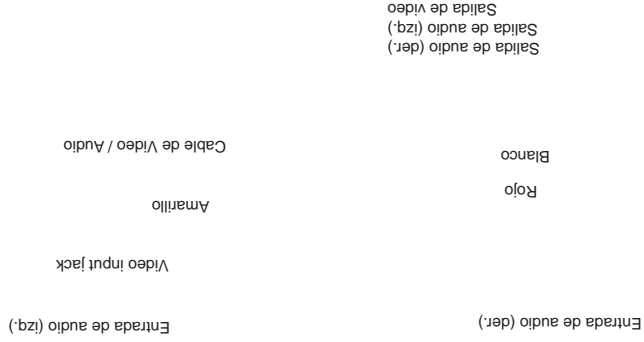 Entrada de audio (der.)
Entrada de audio (izq.)
Video input jack
Amarillo
Rojo
Blanco
Cable de Video / Audio
Salida de audio (der.)
Salida de audio (izq.)
Salida de video